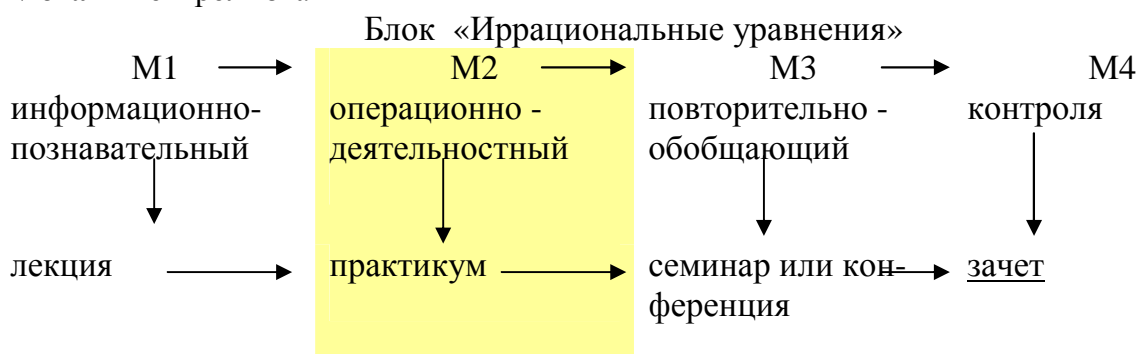 Блок «Иррациональные уравнения»
М1 М2 М3 М4
информационно- операционно - повторительно - контроля
познавательный деятельностный обобщающий
лекция практикум семинар или кон- зачет
ференция